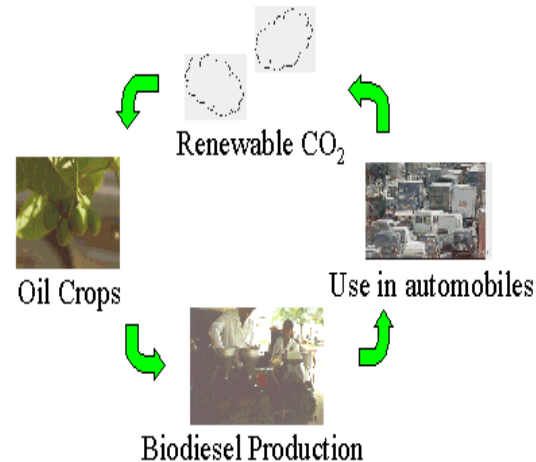 Renewable CO₂
Oil Crops
Use in automobiles
Biodiesel Production